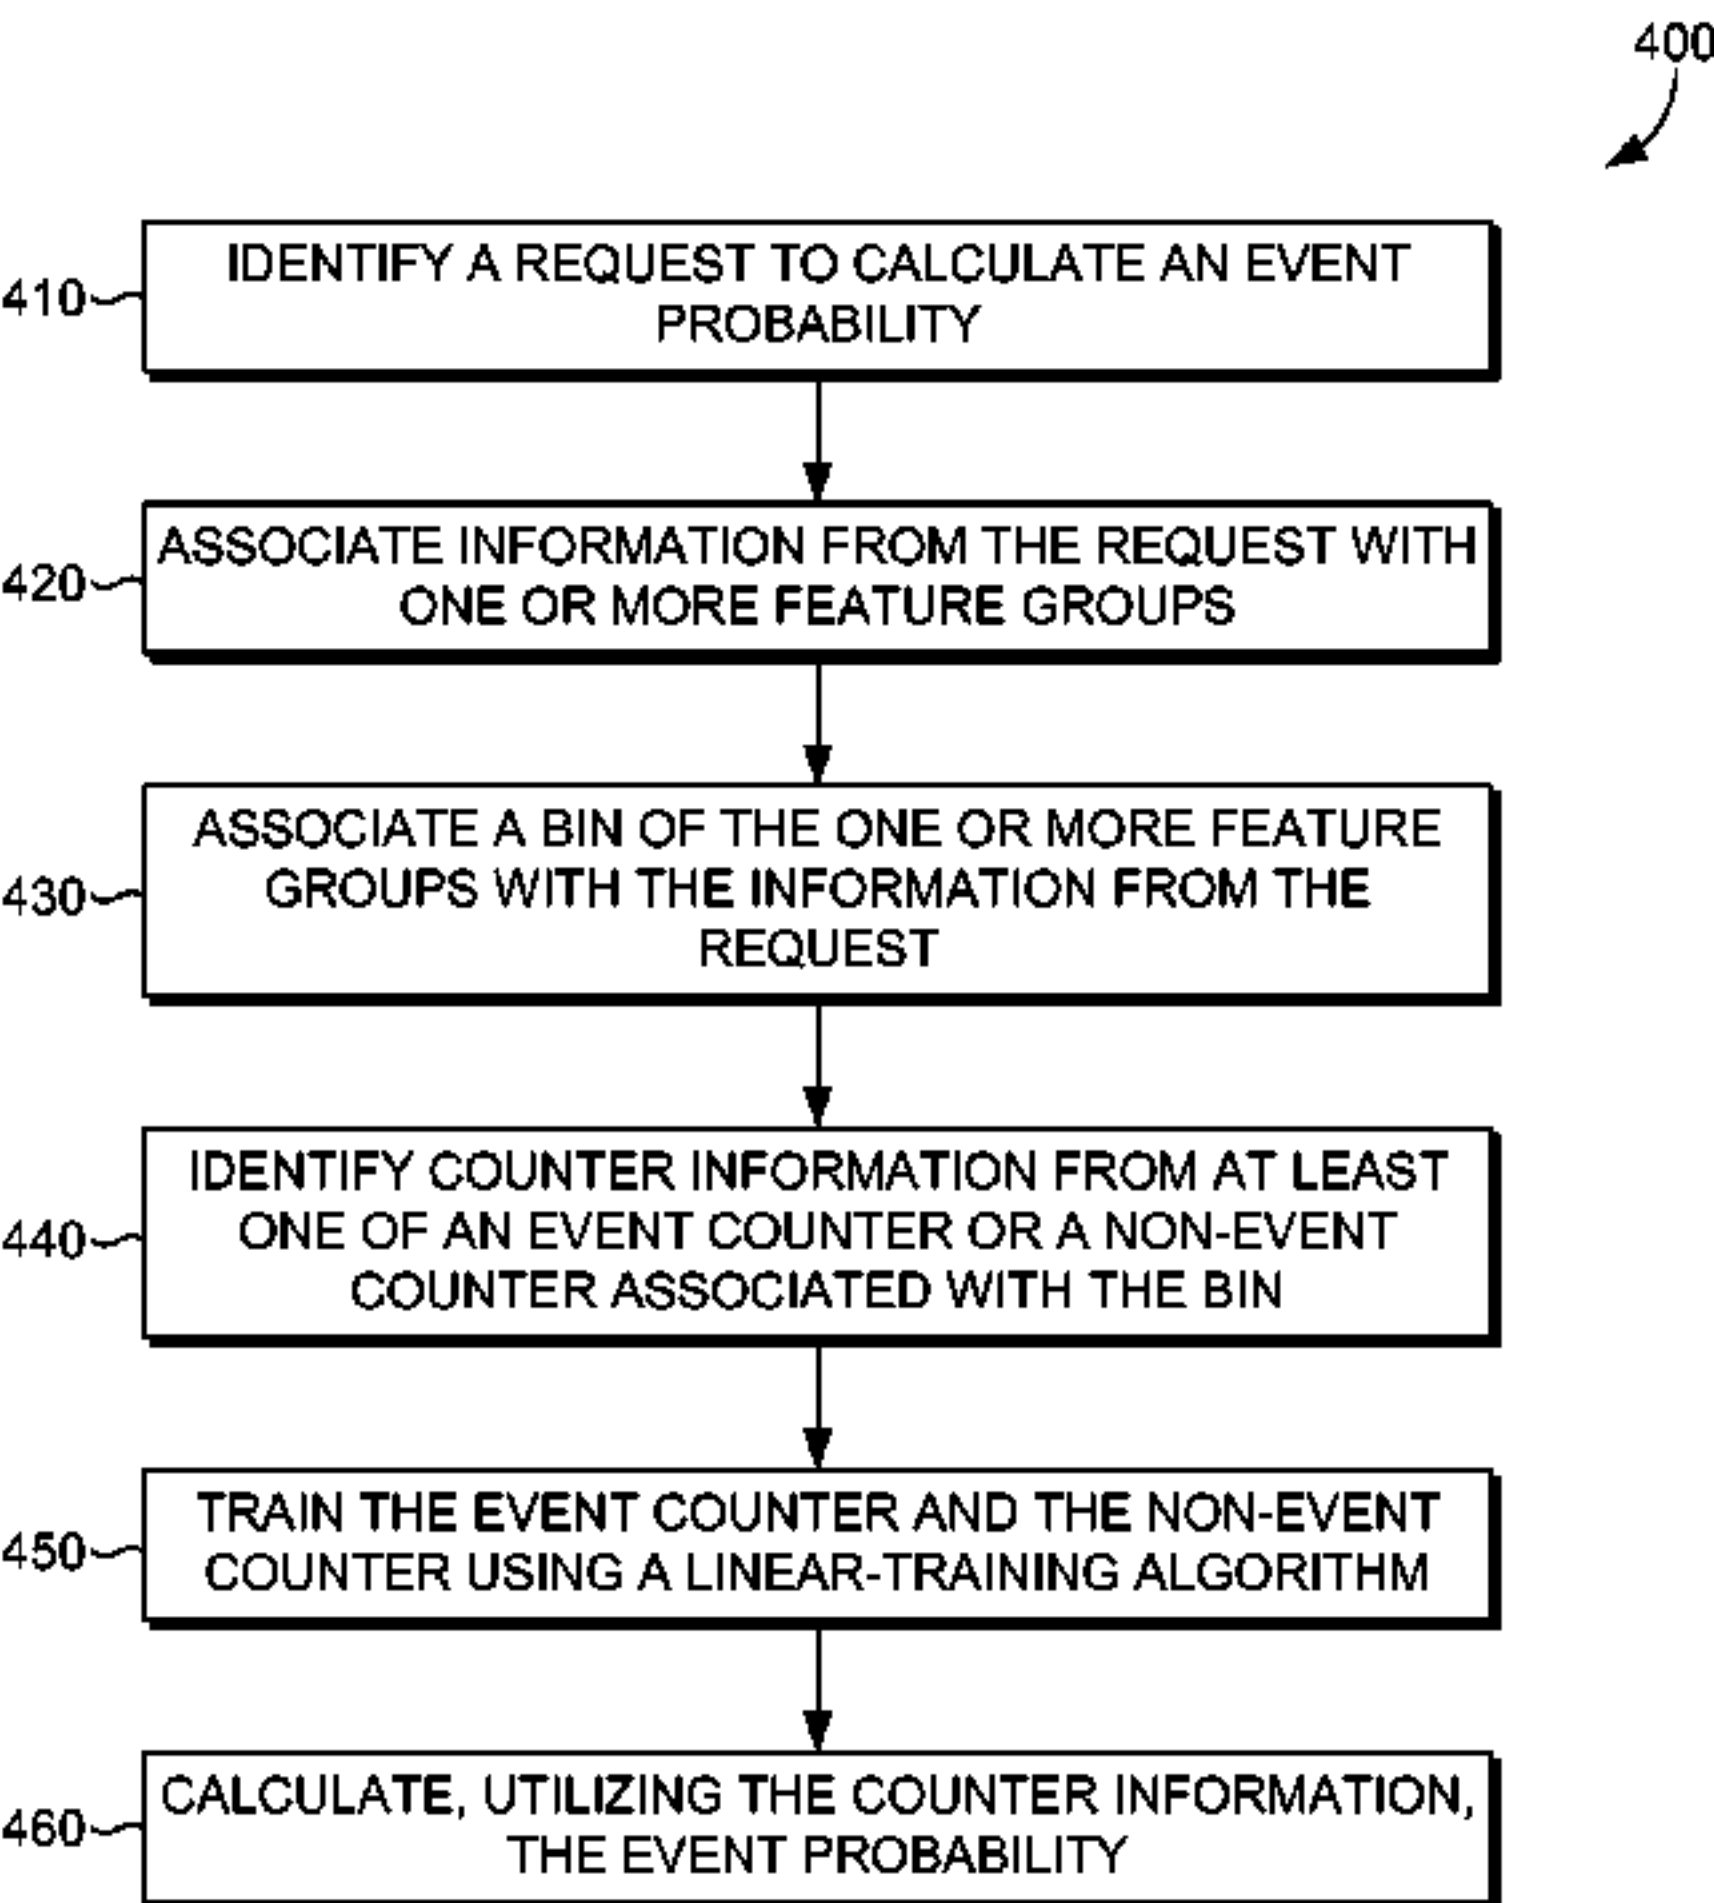 400
410
IDENTIFY A REQUEST TO CALCULATE AN EVENT
PROBABILITY
420
ASSOCIATE INFORMATION FROM THE REQUEST WITH
ONE OR MORE FEATURE GROUPS
430
ASSOCIATE A BIN OF THE ONE OR MORE FEATURE
GROUPS WITH THE INFORMATION FROM THE
REQUEST
440
IDENTIFY COUNTER INFORMATION FROM AT LEAST
ONE OF AN EVENT COUNTER OR A NON-EVENT
COUNTER ASSOCIATED WITH THE BIN
450
TRAIN THE EVENT COUNTER AND THE NON-EVENT
COUNTER USING A LINEAR-TRAINING ALGORITHM
460
CALCULATE, UTILIZING THE COUNTER INFORMATION,
THE EVENT PROBABILITY